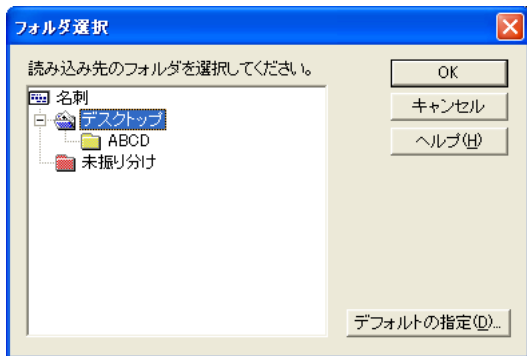 フォルダ選択
読み込み先のフォルダを選択してください。
OK
名刺
キャンセル
デスクトップ
ABCD
ヘルプ(H)
未振り分け
デフォルトの指定(D)...